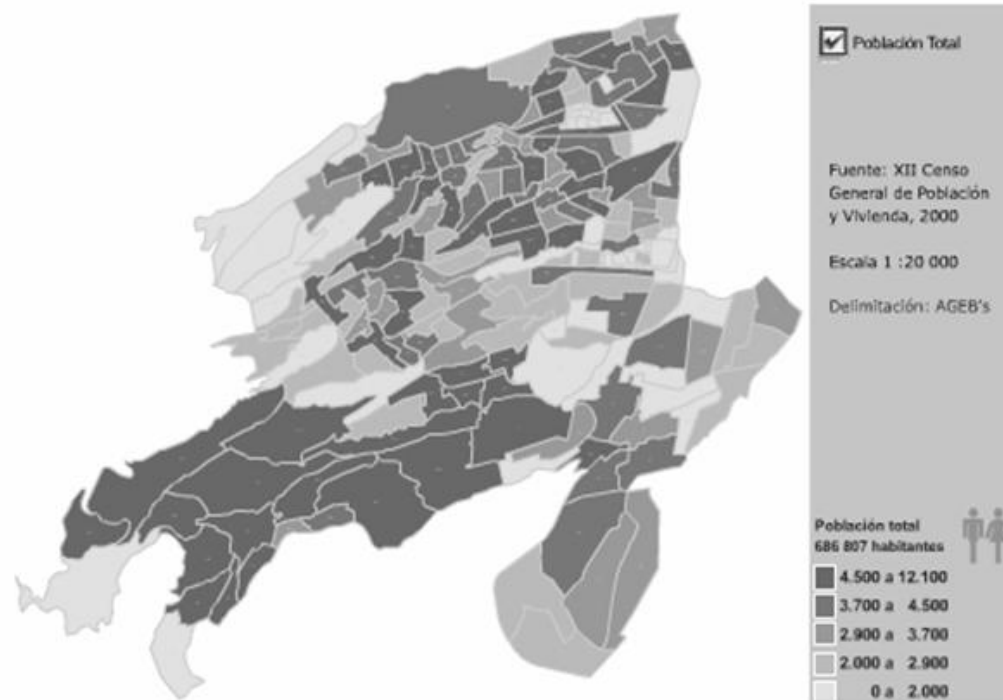 Población Total
Fuente: XII Censo
General de Población
y Vivienda, 2000
Escala 1 :20 000
Delimitación: AGEB's
Población total
686 807 habitantes
4.500 a 12.100
3.700 a 4.500
2.900 a 3.700
2.000 a 2.900
0 a 2.000